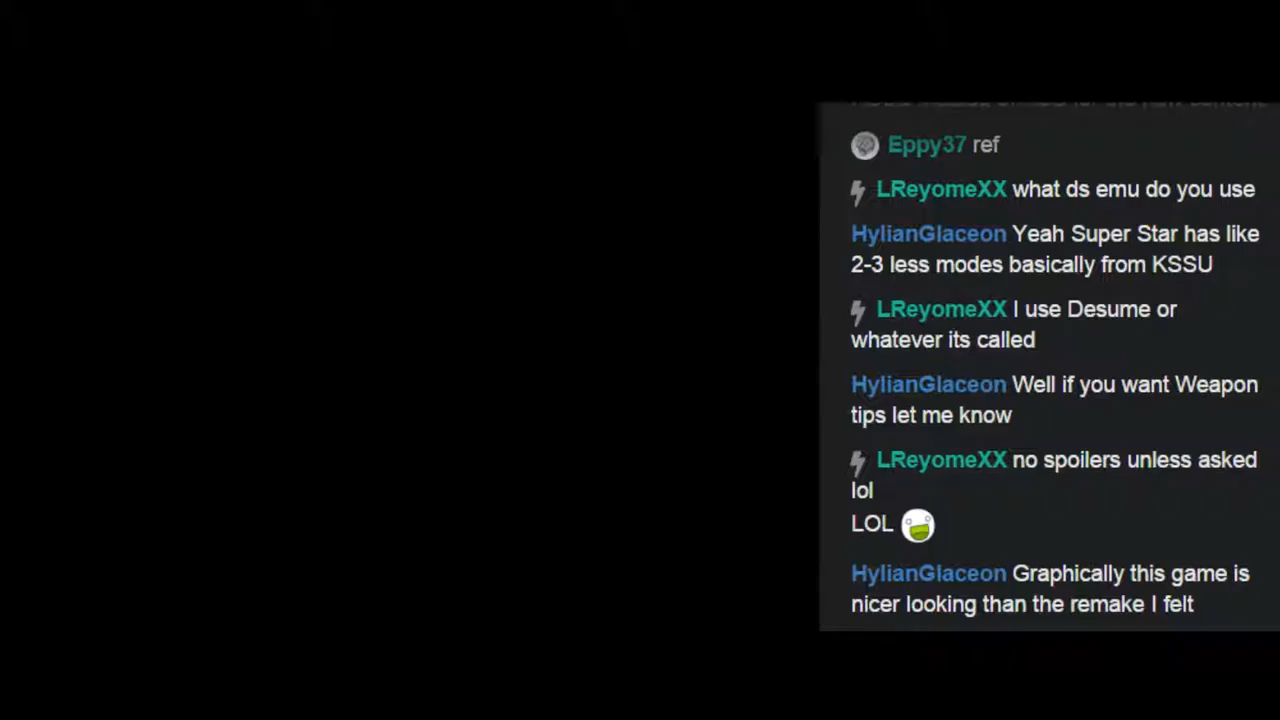 Eppy37 ref
LReyomeXX what ds emu do you use
HylianGlaceon Yeah Super Star has like
2-3 less modes basically from KSSU
LReyomeXX I use Desume or
whatever its called
HylianGlaceon Well if you want Weapon
tips let me know
LReyomeXX no spoilers unless asked
lol
LOL
HylianGlaceon Graphically this game is
nicer looking than the remake I felt